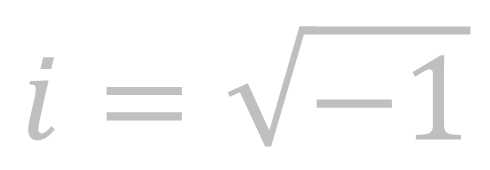 i = √−1